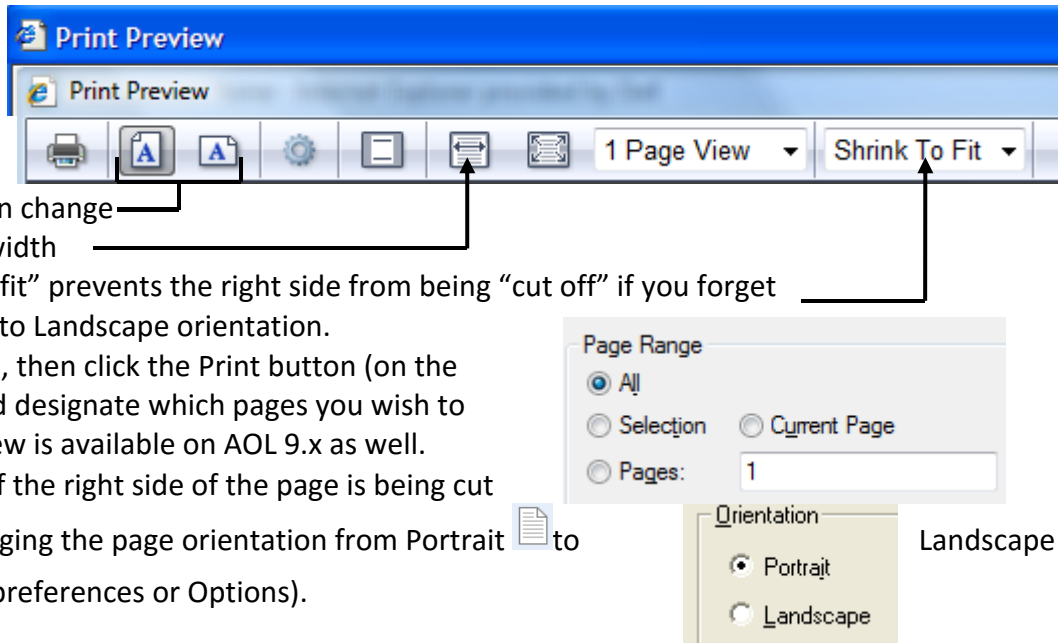 Print Preview
Print Preview
1 Page View Shrink To Fit
n change
vidth
fit” prevents the right side from being “cut off” if you forget
to Landscape orientation.
, then click the Print button (on the
d designate which pages you wish to
ew is available on AOL 9.x as well.
f the right side of the page is being cut
ging the page orientation from Portrait to Landscape
preferences or Options).
Page Range
All
Selection Current Page
Pages: 1
Orientation
Portrait
Landscape